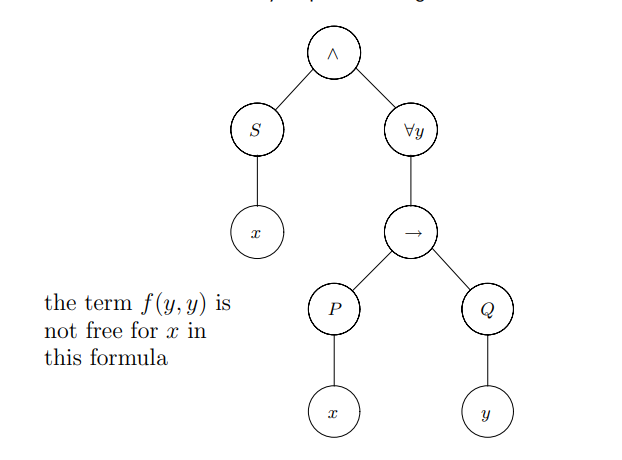 ∧
S ∀y
x →
P Q
x y
the term f(y, y) is
not free for x in
this formula